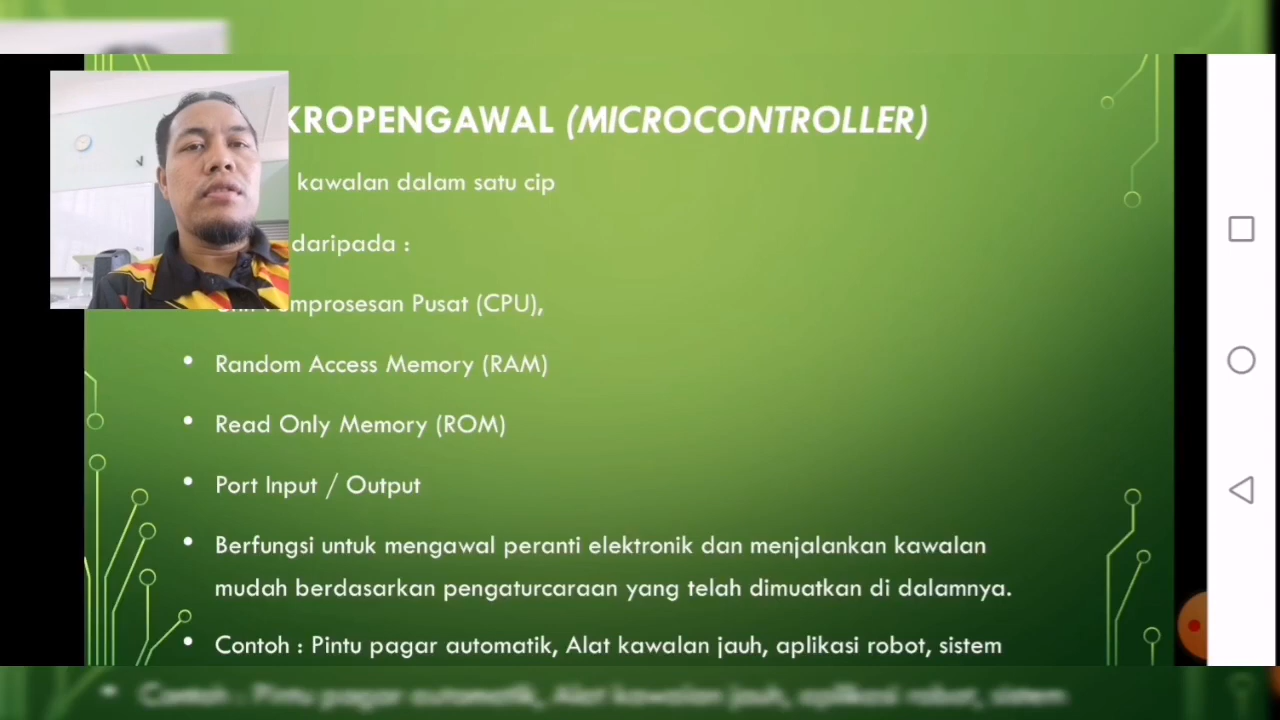 KROPENGAWAL (MICROCONTROLLER)
kawalan dalam satu cip
daripada :
Pemprosesan Pusat (CPU),
• Random Access Memory (RAM)
• Read Only Memory (ROM)
• Port Input / Output
• Berfungsi untuk mengawal peranti elektronik dan menjalankan kawalan
mudah berdasarkan pengaturcaraan yang telah dimuatkan di dalamnya.
• Contoh : Pintu pagar automatik, Alat kawalan jauh, aplikasi robot, sistem